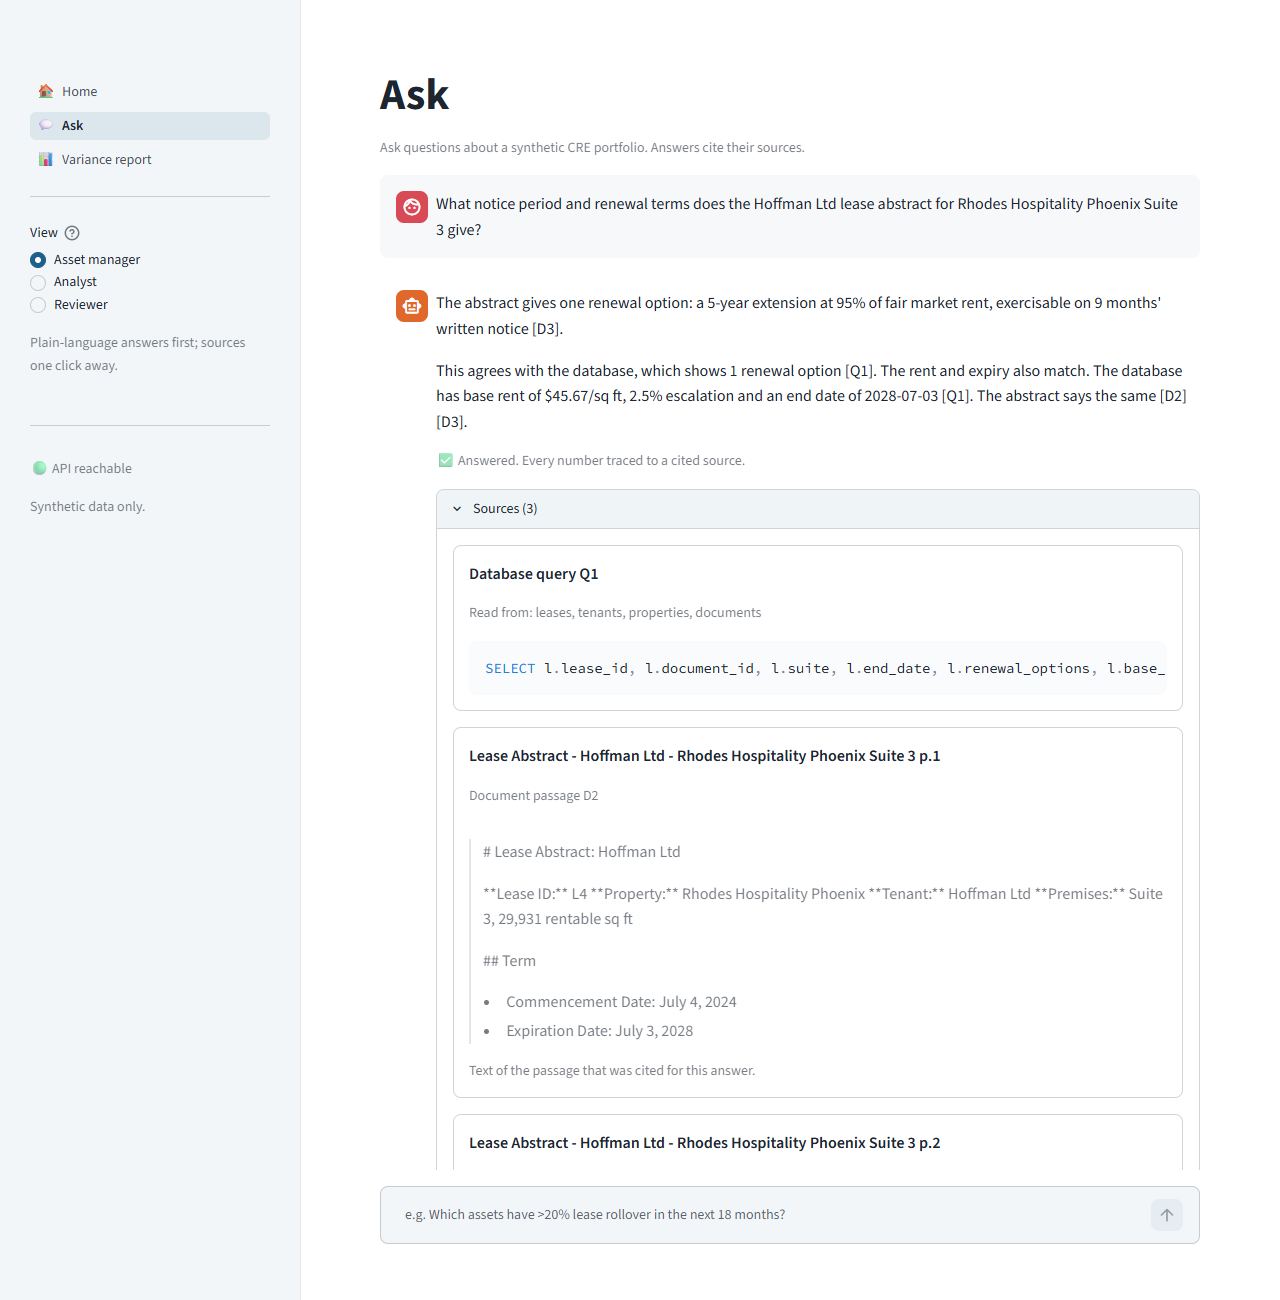 Home
Ask
Variance report
View
Asset manager
Analyst
Reviewer
Plain-language answers first; sources
one click away.
API reachable
Synthetic data only.
Ask
Ask questions about a synthetic CRE portfolio. Answers cite their sources.
What notice period and renewal terms does the Hoffman Ltd lease abstract for Rhodes Hospitality Phoenix Suite
3 give?
The abstract gives one renewal option: a 5-year extension at 95% of fair market rent, exercisable on 9 months'
written notice [D3].
This agrees with the database, which shows 1 renewal option [Q1]. The rent and expiry also match. The database
has base rent of $45.67/sq ft, 2.5% escalation and an end date of 2028-07-03 [Q1]. The abstract says the same [D2]
[D3].
Answered. Every number traced to a cited source.
Sources (3)
Database query Q1
Read from: leases, tenants, properties, documents
SELECT l.lease_id, l.document_id, l.suite, l.end_date, l.renewal_options, l.base_
Lease Abstract - Hoffman Ltd - Rhodes Hospitality Phoenix Suite 3 p.1
Document passage D2
# Lease Abstract: Hoffman Ltd
**Lease ID:** L4 **Property:** Rhodes Hospitality Phoenix **Tenant:** Hoffman Ltd **Premises:** Suite
3, 29,931 rentable sq ft
## Term
• Commencement Date: July 4, 2024
• Expiration Date: July 3, 2028
Text of the passage that was cited for this answer.
Lease Abstract - Hoffman Ltd - Rhodes Hospitality Phoenix Suite 3 p.2
e.g. Which assets have >20% lease rollover in the next 18 months?